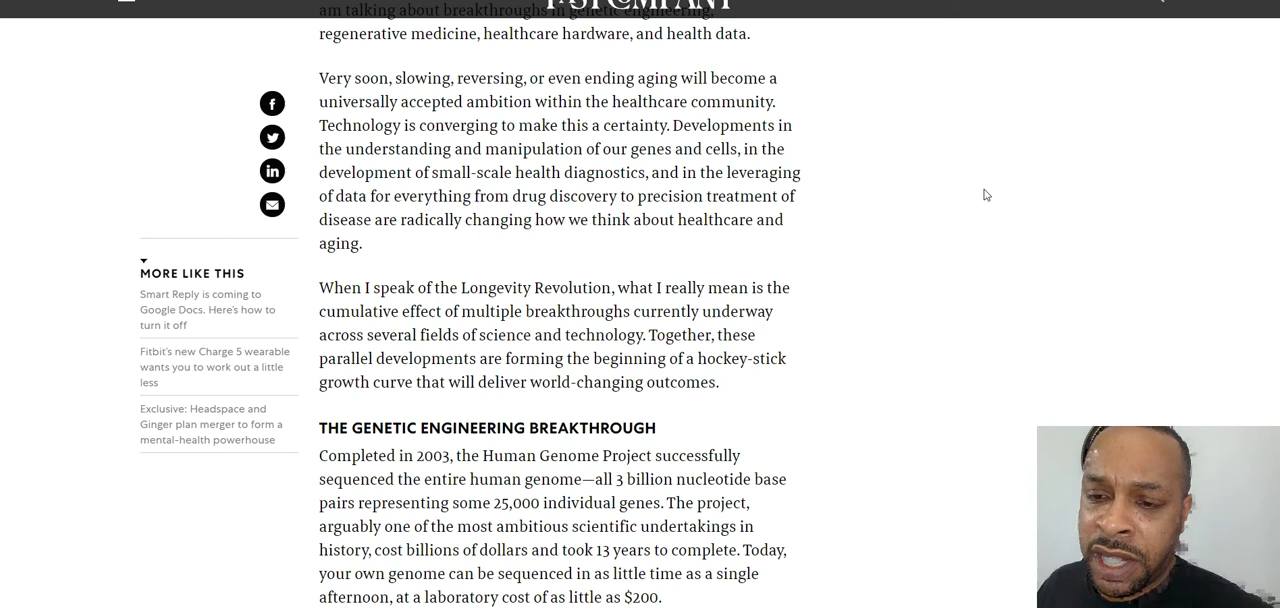 FAST COMPANY
am talking about breakthroughs in genetic engineering,
regenerative medicine, healthcare hardware, and health data.
Very soon, slowing, reversing, or even ending aging will become a
universally accepted ambition within the healthcare community.
Technology is converging to make this a certainty. Developments in
the understanding and manipulation of our genes and cells, in the
development of small-scale health diagnostics, and in the leveraging
of data for everything from drug discovery to precision treatment of
disease are radically changing how we think about healthcare and
aging.
MORE LIKE THIS
Smart Reply is coming to
Google Docs. Here's how to
turn it off
Fitbit's new Charge 5 wearable
wants you to work out a little
less
Exclusive: Headspace and
Ginger plan merger to form a
mental-health powerhouse
When I speak of the Longevity Revolution, what I really mean is the
cumulative effect of multiple breakthroughs currently underway
across several fields of science and technology. Together, these
parallel developments are forming the beginning of a hockey-stick
growth curve that will deliver world-changing outcomes.
THE GENETIC ENGINEERING BREAKTHROUGH
Completed in 2003, the Human Genome Project successfully
sequenced the entire human genome—all 3 billion nucleotide base
pairs representing some 25,000 individual genes. The project,
arguably one of the most ambitious scientific undertakings in
history, cost billions of dollars and took 13 years to complete. Today,
your own genome can be sequenced in as little time as a single
afternoon, at a laboratory cost of as little as $200.